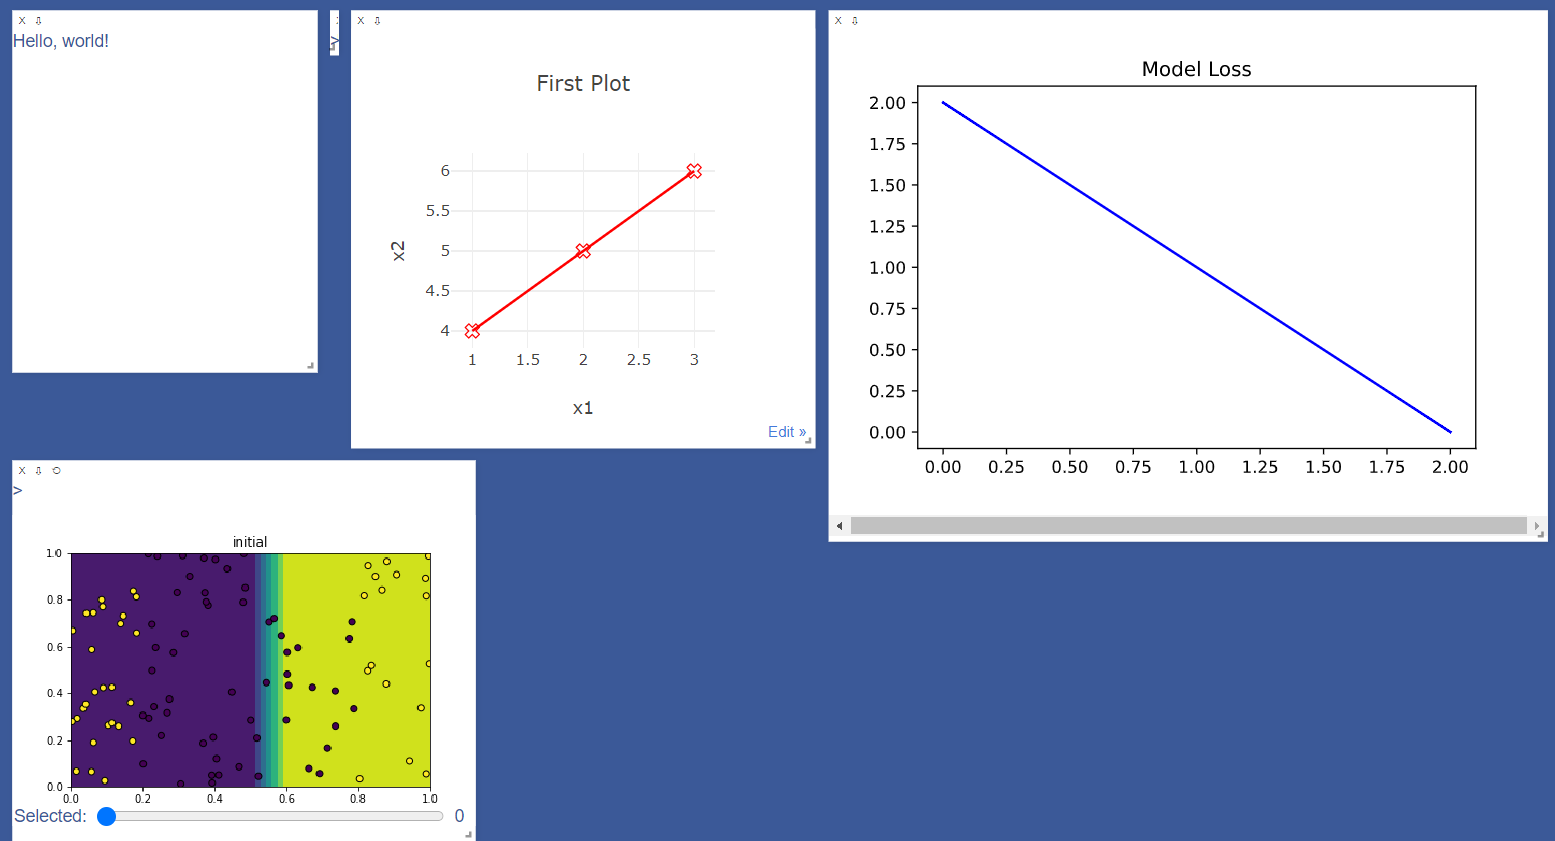 X ⇩
Hello, world!
X ⇩
First Plot
6
5.5
5
4.5
4
x2
1 1.5 2 2.5 3
x1
Edit »
X ⇩
Model Loss
2.00
1.75
1.50
1.25
1.00
0.75
0.50
0.25
0.00
0.00 0.25 0.50 0.75 1.00 1.25 1.50 1.75 2.00
X ⇩
>
initial
1.0
0.8
0.6
0.4
0.2
0.0
0.0 0.2 0.4 0.6 0.8 1.0
Selected: 0